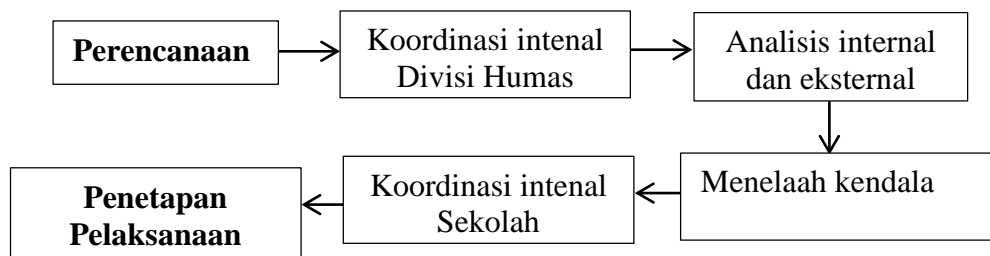 Perencanaan
Koordinasi intenal
Divisi Humas
Analisis internal
dan eksternal
Menelaah kendala
Koordinasi intenal
Sekolah
Penetapan
Pelaksanaan